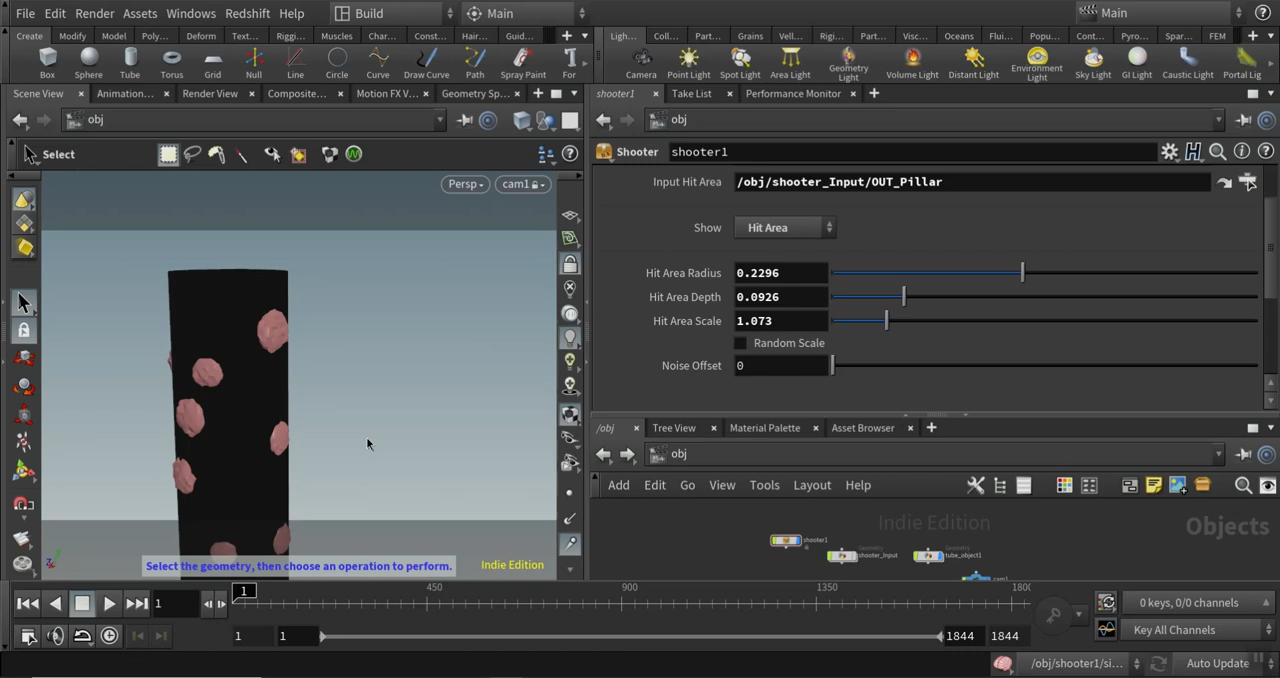 File Edit Render Assets Windows Redshift Help Build Main Main
Create Modify Model Poly... Deform Text... Riggi... Muscles Char... Const... Hair... Guid...
Ligh... Coll... Part... Grains Vell... Rigi... Part... Visc... Oceans Flui... Popu... Cont... Pyro... Spar... FEM
Box Sphere Tube Torus Grid Null Line Circle Curve Draw Curve Path Spray Paint For
Camera Point Light Spot Light Area Light Geometry Light Volume Light Distant Light Environment Light Sky Light GI Light Caustic Light Portal Lig
Scene View Animation... Render View Composite... Motion FX V... Geometry Sp...
shooter1 Take List Performance Monitor
obj
obj
Select
Shooter shooter1
Persp cam1
Input Hit Area /obj/shooter_Input/OUT_Pillar
Show Hit Area
Hit Area Radius 0.2296
Hit Area Depth 0.0926
Hit Area Scale 1.073
Random Scale
Noise Offset 0
/obj Tree View Material Palette Asset Browser
obj
Add Edit Go View Tools Layout Help
Indie Edition Objects
shooter1
Geometry
shooter_Input
Geometry
tube_object1
cam1
Select the geometry, then choose an operation to perform. Indie Edition
1 1 450 900 1350 1800
0 keys, 0/0 channels
1 1 1844 1844 Key All Channels
/obj/shooter1/si... Auto Update